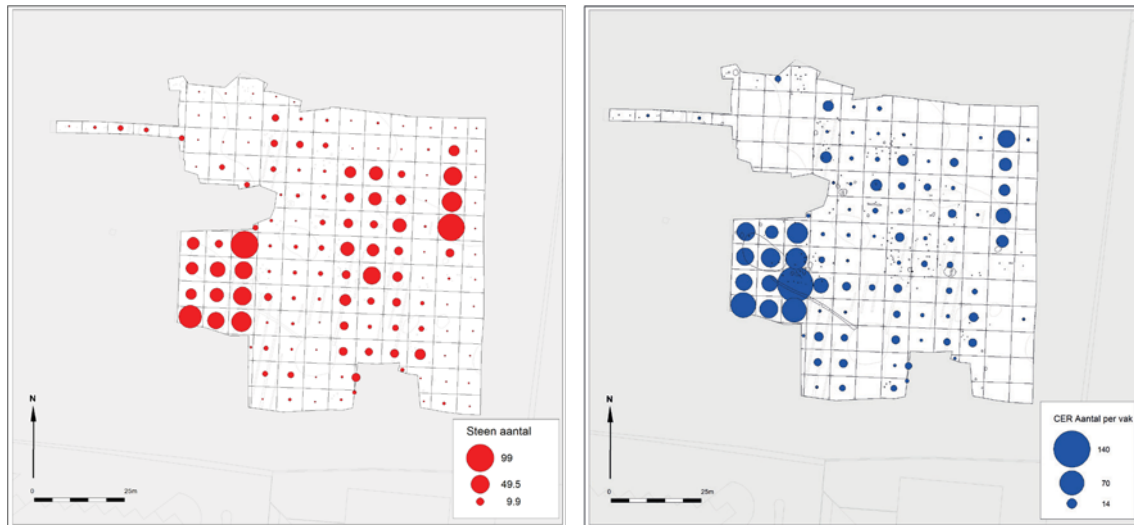 N
0
25m
Steen aantal
99
49.5
9.9
N
0
25m
CER Aantal per vak
140
70
14